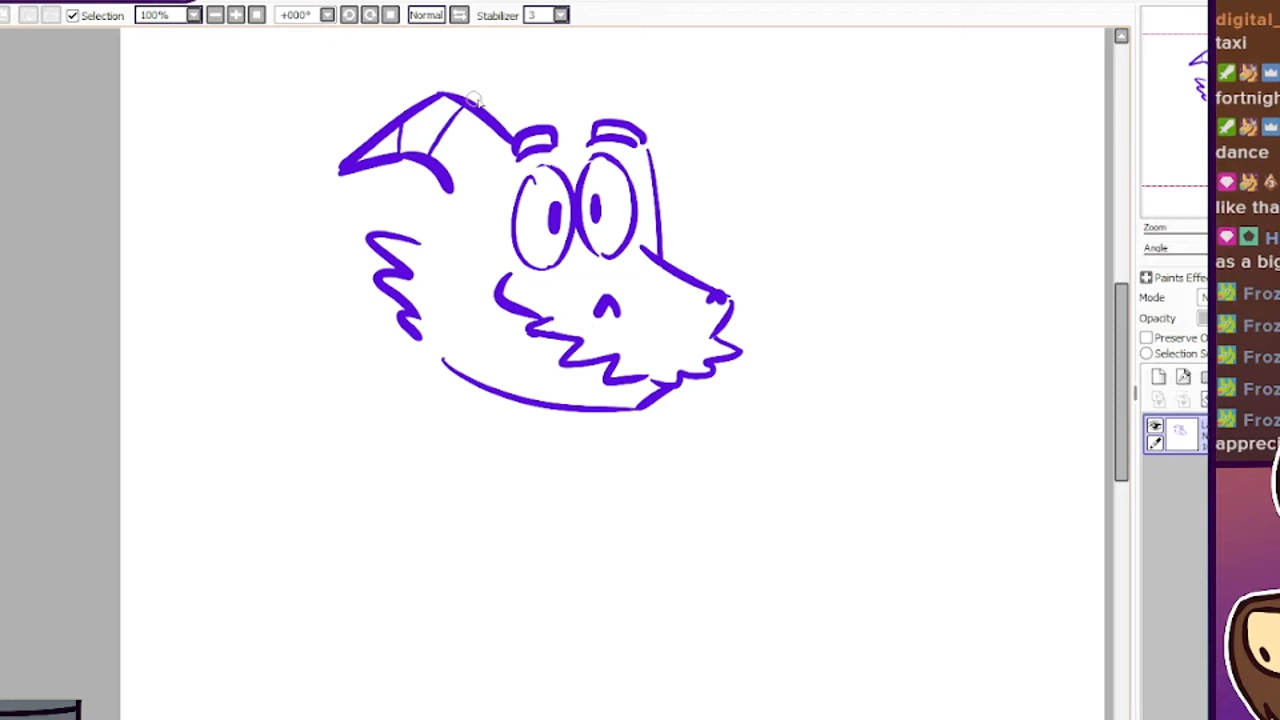 Selection 100% +000° Normal Stabilizer 3
Zoom
Angle
Paints Effe
Mode N
Opacity
Preserve O
Selection S
digital_
taxi
fortnigh
dance
like tha
H
as a big
Froz
Froz
Froz
Froz
Froz
appreci